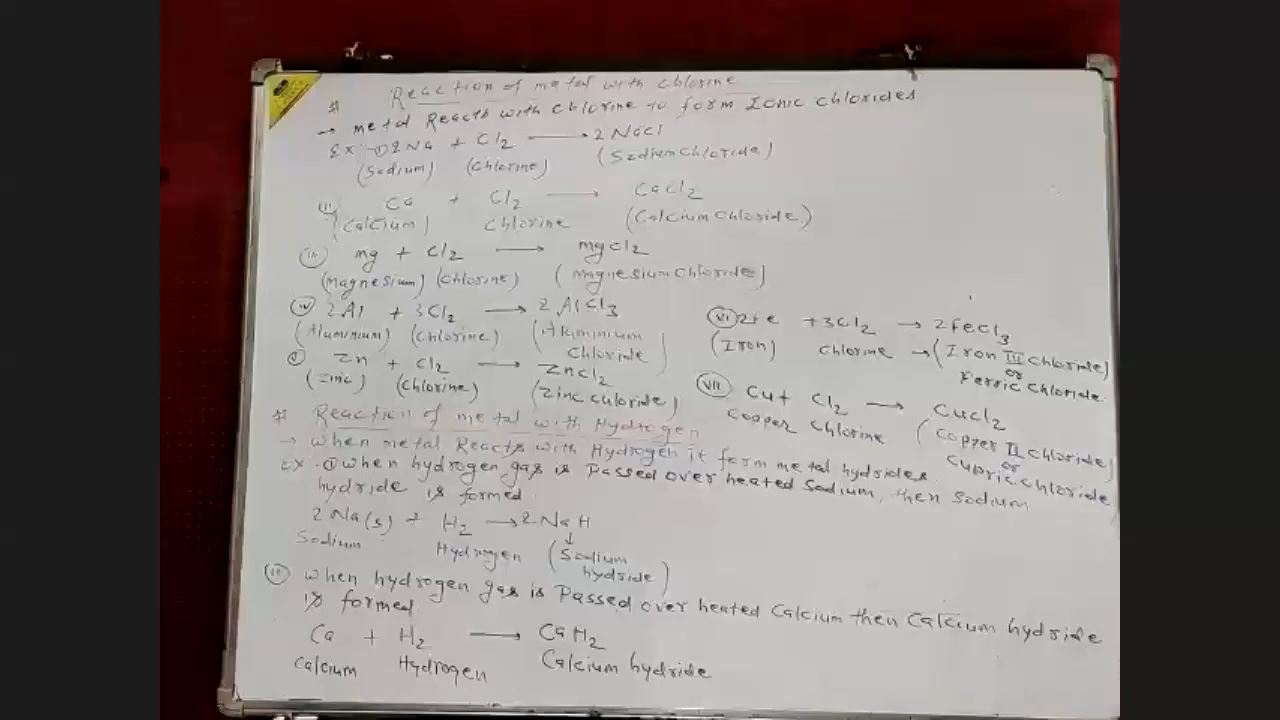 # Reaction of metal with chlorine
→ metal Reacts with chlorine to form Ionic chlorides
Ex :- ① 2Na + Cl2 ⟶ 2NaCl
(Sodium) (Chlorine) (Sodium Chloride)
(ii) Ca + Cl2 ⟶ CaCl2
(Calcium) Chlorine (Calcium Chloride)
(iii) mg + Cl2 ⟶ mgCl2
(Magnesium) (Chlorine) (Magnesium Chloride)
(iv) 2Al + 3Cl2 ⟶ 2AlCl3
(Aluminium) (Chlorine) (Aluminium
Chloride)
(v) Zn + Cl2 ⟶ ZnCl2
(Zinc) (Chlorine) (Zinc chloride)
(vi) 2Fe + 3Cl2 → 2FeCl3
(Iron) Chlorine → (Iron III Chloride)
or
Ferric Chloride
(vii) Cu + Cl2 ⟶ CuCl2
Copper Chlorine (Copper II Chloride)
or
Cupric Chloride
# Reaction of metal with Hydrogen
→ when metal Reacts with Hydrogen it form metal hydrides
Ex. ① when hydrogen gas is Passed over heated Sodium, then Sodium
hydride is formed
2Na(s) + H2 ⟶ 2NaH
↓
Sodium Hydrogen (Sodium
hydride)
(ii) when hydrogen gas is Passed over heated Calcium then Calcium hydride
is formed
Ca + H2 ⟶ CaH2
Calcium Hydrogen Calcium hydride